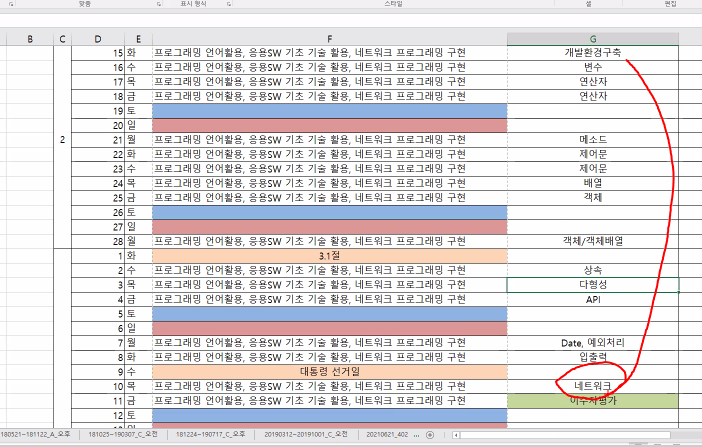 맞춤 표시 형식 스타일 셀 편집
B C D E F G
15 화 프로그래밍 언어활용, 응용SW 기초 기술 활용, 네트워크 프로그래밍 구현 개발환경구축
16 수 프로그래밍 언어활용, 응용SW 기초 기술 활용, 네트워크 프로그래밍 구현 변수
17 목 프로그래밍 언어활용, 응용SW 기초 기술 활용, 네트워크 프로그래밍 구현 연산자
18 금 프로그래밍 언어활용, 응용SW 기초 기술 활용, 네트워크 프로그래밍 구현 연산자
19 토
20 일
2 21 월 프로그래밍 언어활용, 응용SW 기초 기술 활용, 네트워크 프로그래밍 구현 메소드
22 화 프로그래밍 언어활용, 응용SW 기초 기술 활용, 네트워크 프로그래밍 구현 제어문
23 수 프로그래밍 언어활용, 응용SW 기초 기술 활용, 네트워크 프로그래밍 구현 제어문
24 목 프로그래밍 언어활용, 응용SW 기초 기술 활용, 네트워크 프로그래밍 구현 배열
25 금 프로그래밍 언어활용, 응용SW 기초 기술 활용, 네트워크 프로그래밍 구현 객체
26 토
27 일
28 월 프로그래밍 언어활용, 응용SW 기초 기술 활용, 네트워크 프로그래밍 구현 객체/객체배열
1 화 3.1절
2 수 프로그래밍 언어활용, 응용SW 기초 기술 활용, 네트워크 프로그래밍 구현 상속
3 목 프로그래밍 언어활용, 응용SW 기초 기술 활용, 네트워크 프로그래밍 구현 다형성
4 금 프로그래밍 언어활용, 응용SW 기초 기술 활용, 네트워크 프로그래밍 구현 API
5 토
6 일
7 월 프로그래밍 언어활용, 응용SW 기초 기술 활용, 네트워크 프로그래밍 구현 Date, 예외처리
8 화 프로그래밍 언어활용, 응용SW 기초 기술 활용, 네트워크 프로그래밍 구현 입출력
9 수 대통령 선거일
10 목 프로그래밍 언어활용, 응용SW 기초 기술 활용, 네트워크 프로그래밍 구현 네트워크
11 금 프로그래밍 언어활용, 응용SW 기초 기술 활용, 네트워크 프로그래밍 구현
12 토
180521~181122_A_오후 181025~190307_C_오전 181224~190717_C_오후 20190312~20191001_C_오전 20210621_402 ...